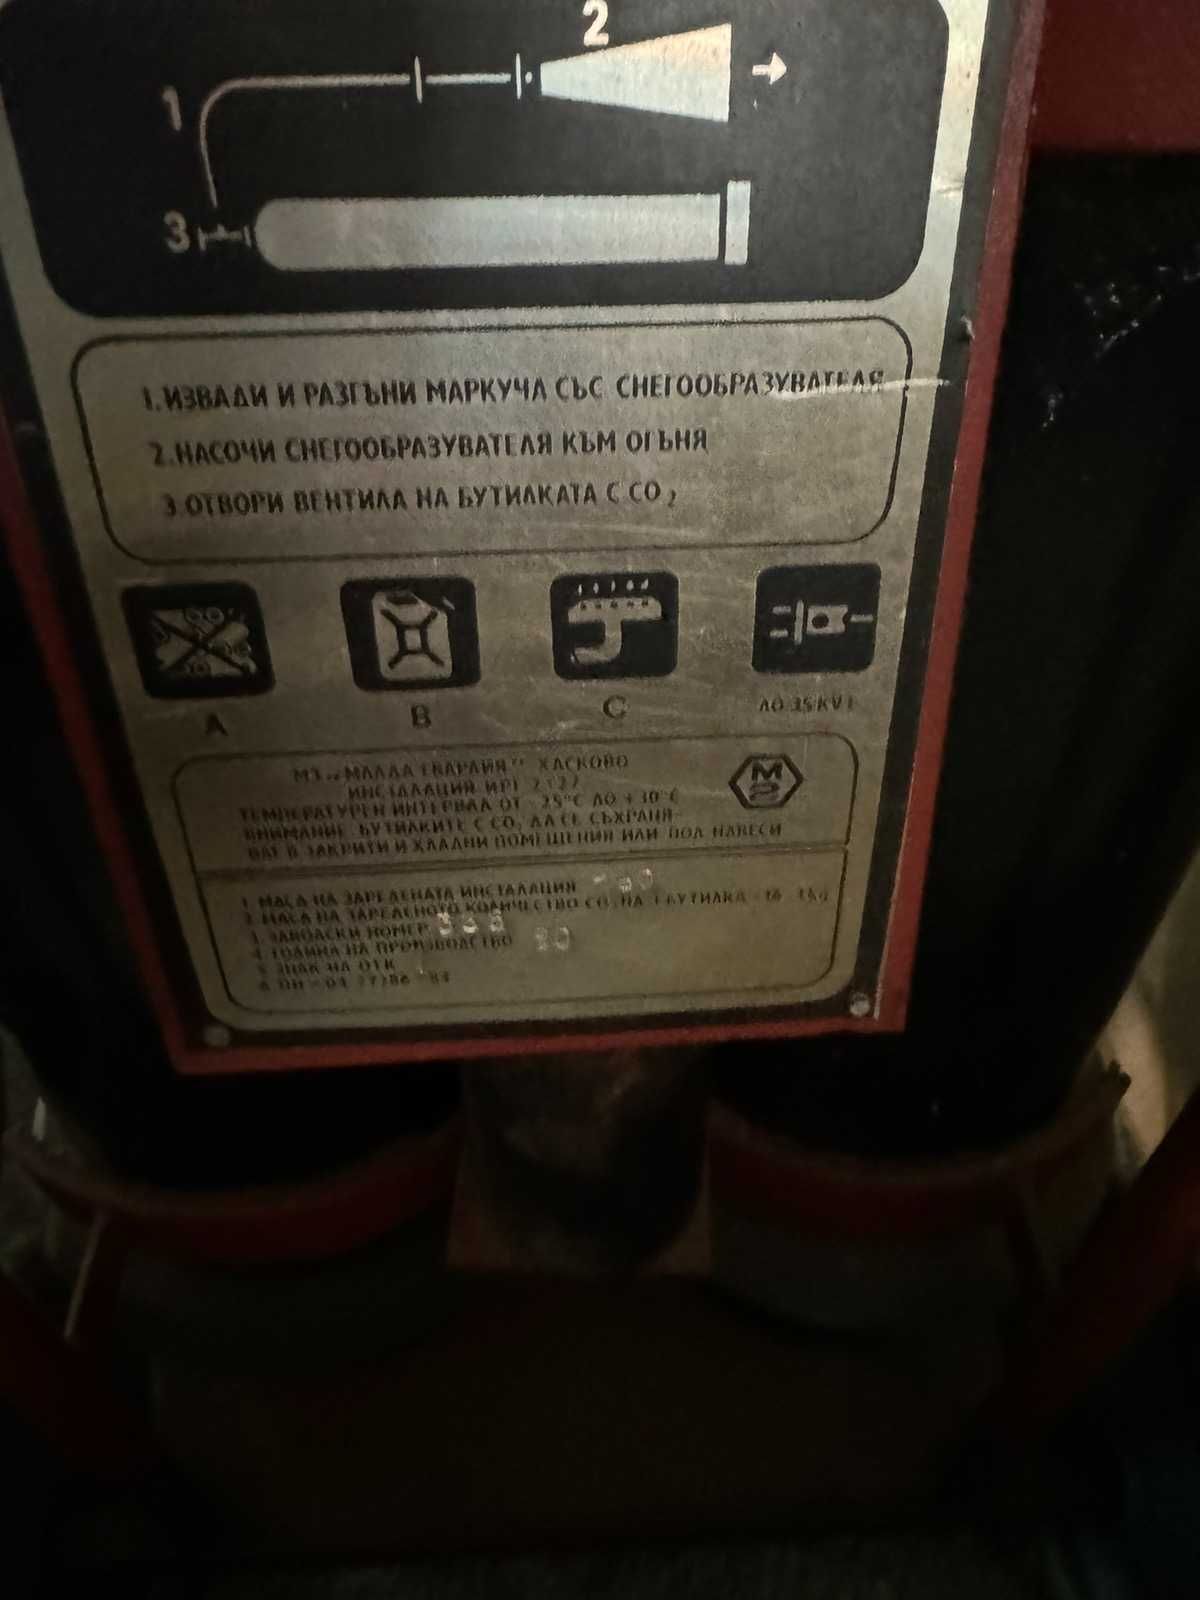 2
1
3
1. ИЗВАДИ И РАЗГЪНИ МАРКУЧА СЪС СНЕГООБРАЗУВАТЕЛЯ
2. НАСОЧИ СНЕГООБРАЗУВАТЕЛЯ КЪМ ОГЪНЯ
3. ОТВОРИ ВЕНТИЛА НА БУТИЛКАТА С CO2
A B C ДО 35 KV
МЗ „МЛАДА ГВАРДИЯ" ХАСКОВО
ИНСТАЛАЦИЯ
М
2
ТЕМПЕРАТУРЕН ИНТЕРВАЛ ОТ -25°C ДО +30°C
ВНИМАНИЕ: БУТИЛКИТЕ С CO2 ДА СЕ СЪХРАНЯ-
ВАТ В ЗАКРИТИ И ХЛАДНИ ПОМЕЩЕНИЯ ИЛИ ПОД НАВЕСИ
1. МАСА НА ЗАРЕДЕНАТА ИНСТАЛАЦИЯ
2. МАСА НА ЗАРЕДЕНОТО КОЛИЧЕСТВО CO2 НА 1 БУТИЛКА
3. ЗАВОДСКИ НОМЕР
4. ГОДИНА НА ПРОИЗВОДСТВО
5. ЗНАК НА ОТК